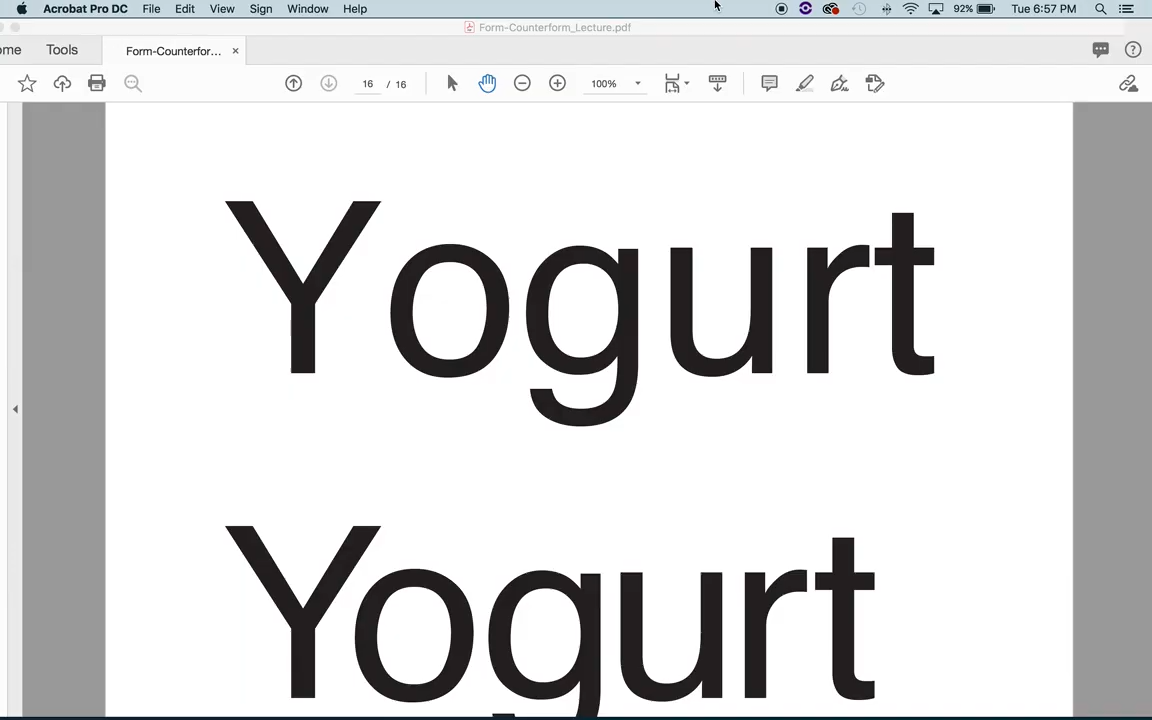 Acrobat Pro DC File Edit View Sign Window Help 92% Tue 6:57 PM
Form-Counterform_Lecture.pdf
ome Tools Form-Counterfor... ×
16 / 16 100%
Yogurt
Yogurt